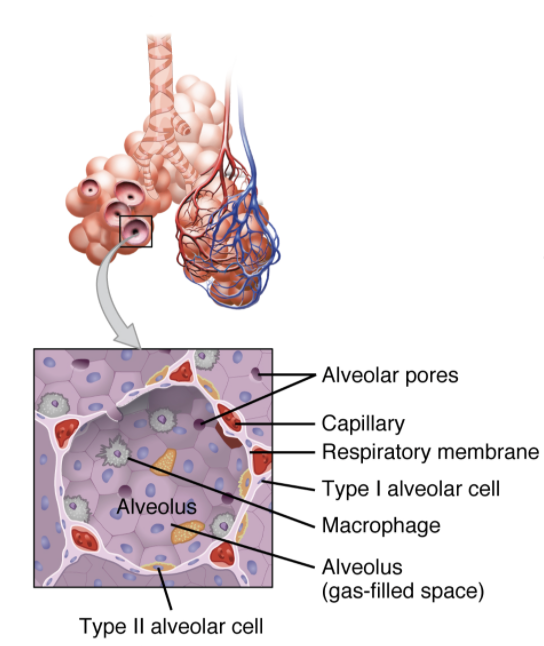 Alveolar pores
Capillary
Respiratory membrane
Type I alveolar cell
Alveolus
Macrophage
Alveolus
(gas-filled space)
Type II alveolar cell